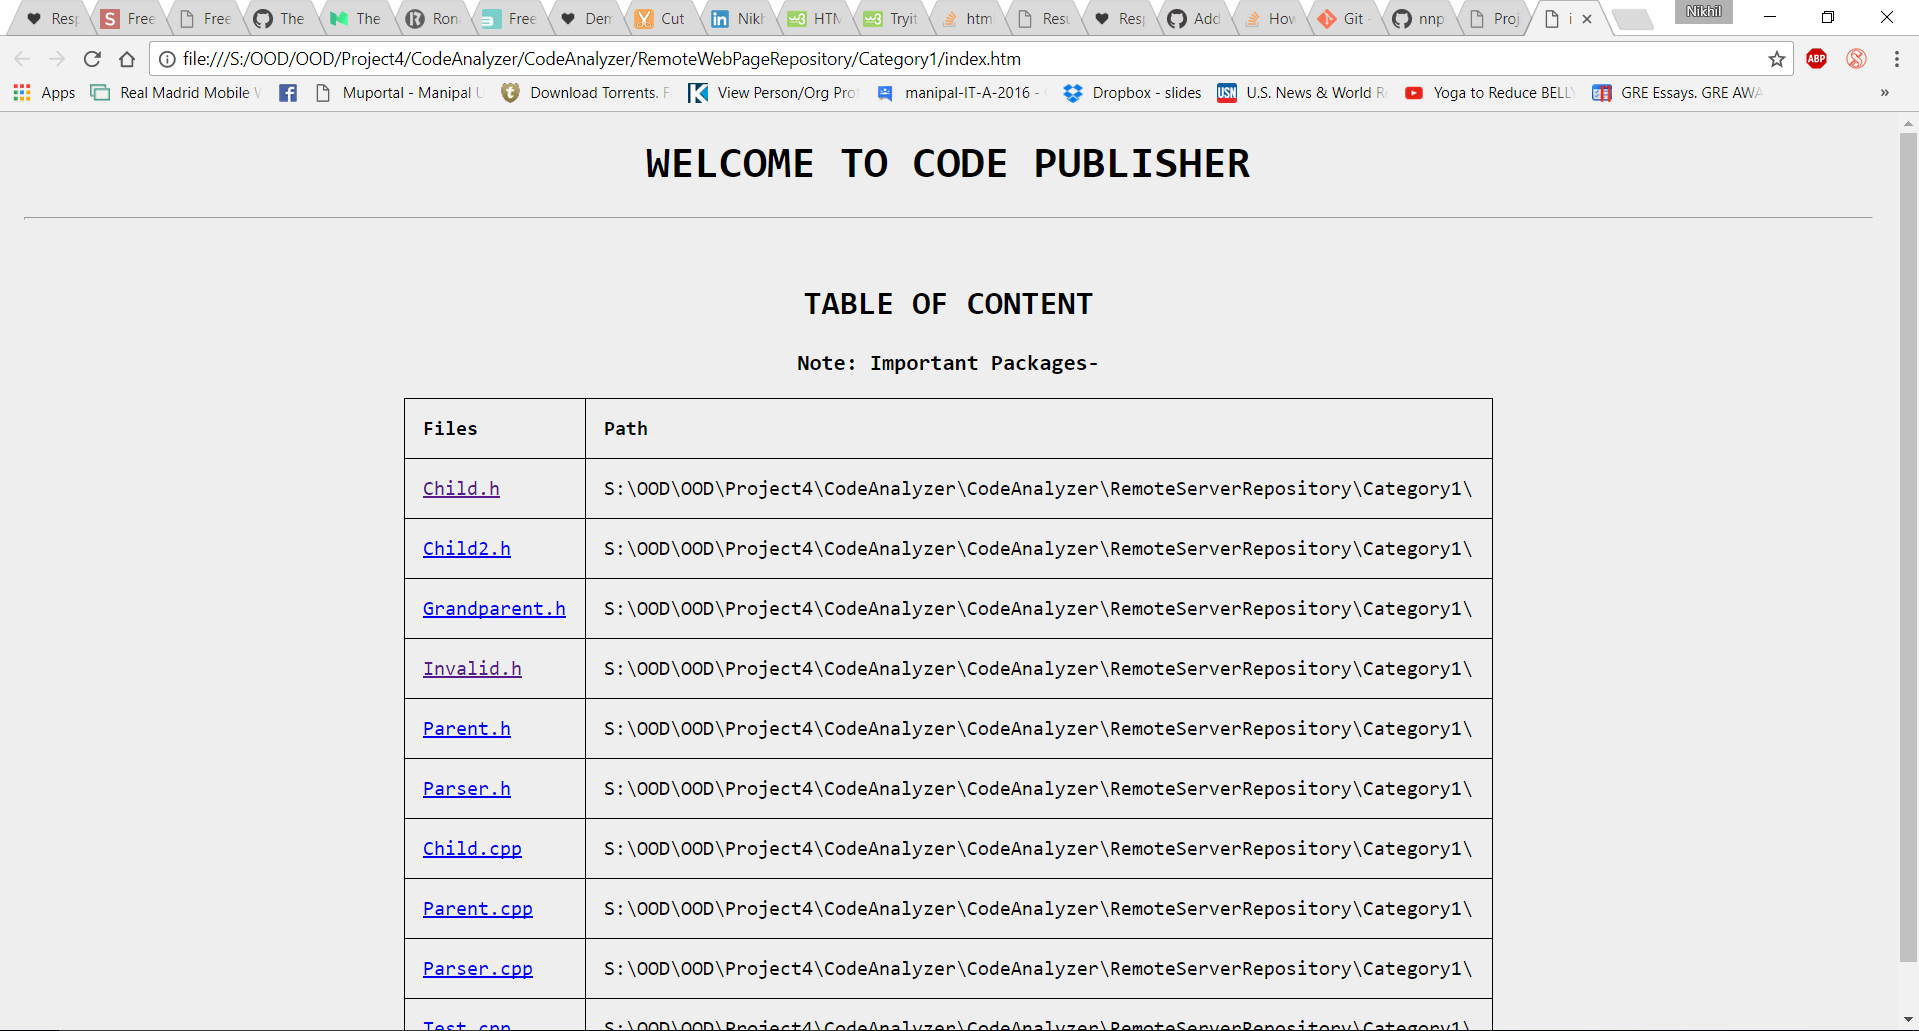 Resp Free Free The The Ron Free Dem Cut Nikh HTM Tryit htm Resu Resp Add How Git - nnp Proj i
Nikhil
file:///S:/OOD/OOD/Project4/CodeAnalyzer/CodeAnalyzer/RemoteWebPageRepository/Category1/index.htm
ABP
Apps Real Madrid Mobile Muportal - Manipal Download Torrents. View Person/Org manipal-IT-A-2016 - Dropbox - slides USN U.S. News & World Yoga to Reduce BELLY GRE Essays. GRE »
WELCOME TO CODE PUBLISHER
TABLE OF CONTENT
Note: Important Packages-
Files Path
Child.h S:\OOD\OOD\Project4\CodeAnalyzer\CodeAnalyzer\RemoteServerRepository\Category1\
Child2.h S:\OOD\OOD\Project4\CodeAnalyzer\CodeAnalyzer\RemoteServerRepository\Category1\
Grandparent.h S:\OOD\OOD\Project4\CodeAnalyzer\CodeAnalyzer\RemoteServerRepository\Category1\
Invalid.h S:\OOD\OOD\Project4\CodeAnalyzer\CodeAnalyzer\RemoteServerRepository\Category1\
Parent.h S:\OOD\OOD\Project4\CodeAnalyzer\CodeAnalyzer\RemoteServerRepository\Category1\
Parser.h S:\OOD\OOD\Project4\CodeAnalyzer\CodeAnalyzer\RemoteServerRepository\Category1\
Child.cpp S:\OOD\OOD\Project4\CodeAnalyzer\CodeAnalyzer\RemoteServerRepository\Category1\
Parent.cpp S:\OOD\OOD\Project4\CodeAnalyzer\CodeAnalyzer\RemoteServerRepository\Category1\
Parser.cpp S:\OOD\OOD\Project4\CodeAnalyzer\CodeAnalyzer\RemoteServerRepository\Category1\
Test.cpp S:\OOD\OOD\Project4\CodeAnalyzer\CodeAnalyzer\RemoteServerRepository\Category1\